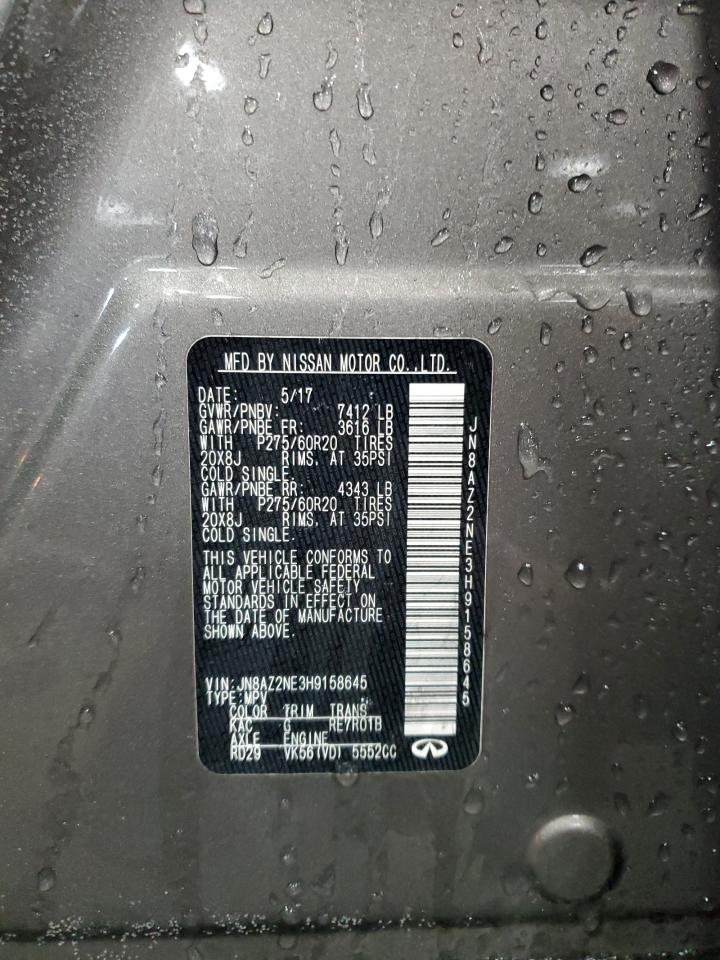 MFD BY NISSAN MOTOR CO.,LTD.
DATE: 5/17
GVWR/PNBV: 7412 LB
GAWR/PNBE FR: 3616 LB
WITH P275/60R20 TIRES
20X8J RIMS. AT 35PSI
COLD SINGLE.
GAWR/PNBE RR: 4343 LB
WITH P275/60R20 TIRES
20X8J RIMS. AT 35PSI
COLD SINGLE.
THIS VEHICLE CONFORMS TO
ALL APPLICABLE FEDERAL
MOTOR VEHICLE SAFETY
STANDARDS IN EFFECT ON
THE DATE OF MANUFACTURE
SHOWN ABOVE.
VIN: JN8AZ2NE3H9158645
TYPE: MPV
COLOR TRIM TRANS
KAC G RE7R01B
AXLE ENGINE
RD29 VK56(VD) 5552CC
JN8AZ2NE3H9158645